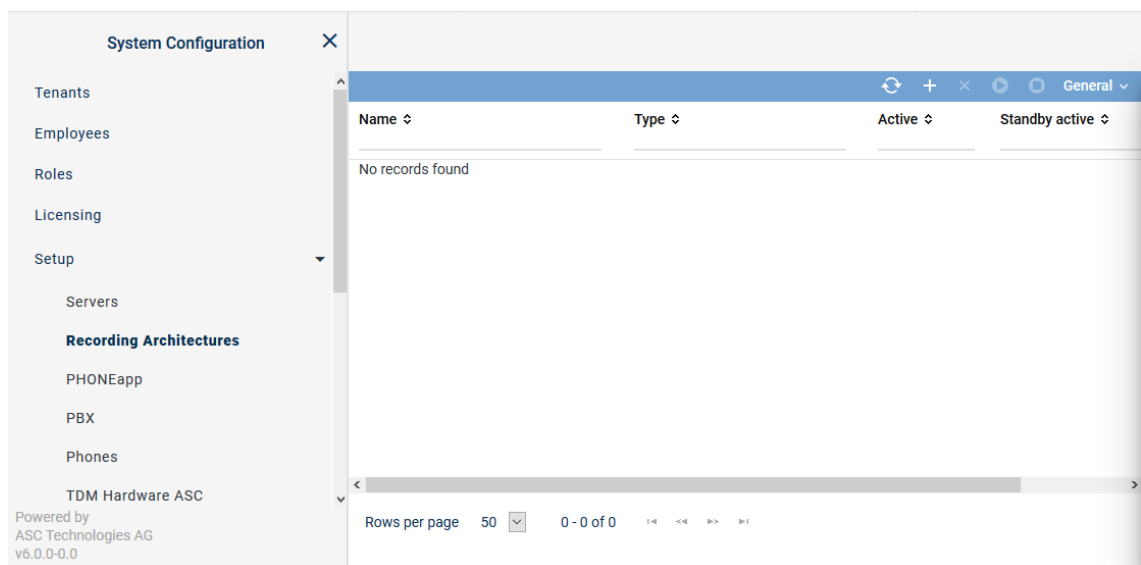 System Configuration
Tenants
Employees
Roles
Licensing
Setup
Servers
Recording Architectures
PHONEapp
PBX
Phones
TDM Hardware ASC
Powered by
ASC Technologies AG
v6.0.0-0.0
General
Name Type Active Standby active
No records found
Rows per page 50 0 - 0 of 0